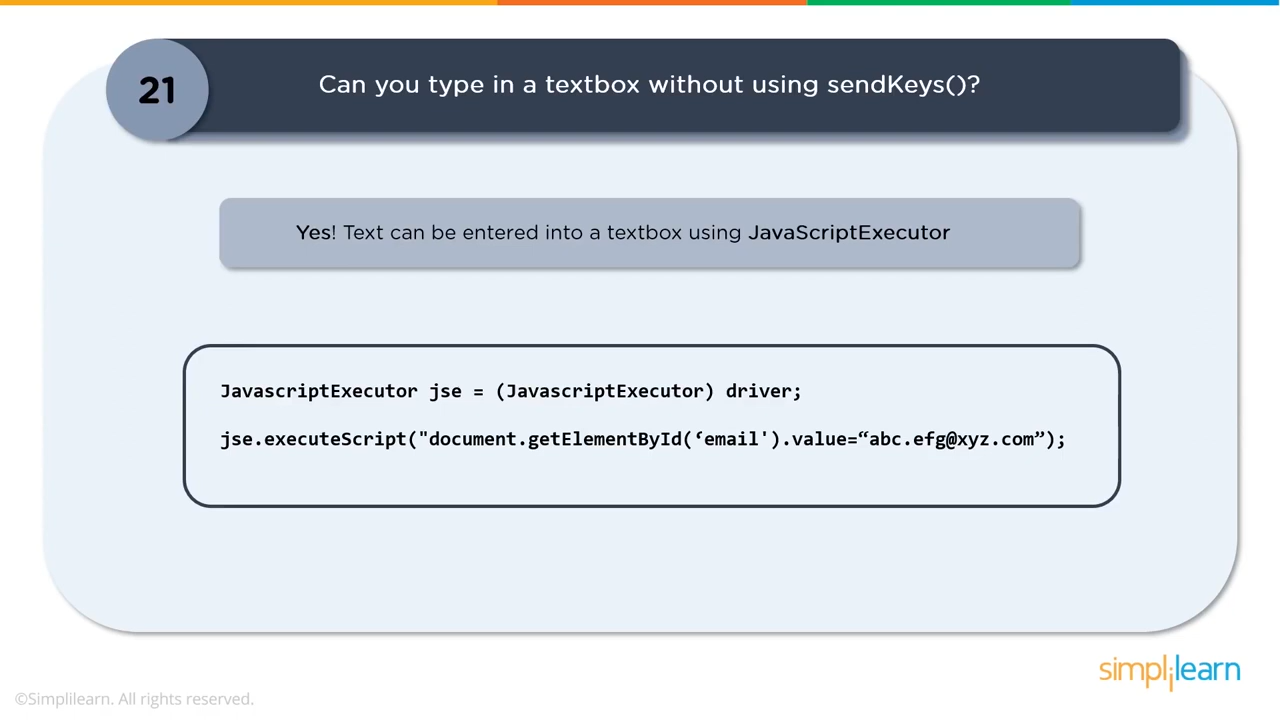 21
Can you type in a textbox without using sendKeys()?
Yes! Text can be entered into a textbox using JavaScriptExecutor
JavascriptExecutor jse = (JavascriptExecutor) driver;
jse.executeScript("document.getElementById(‘email').value=“abc.efg@xyz.com”);
simplilearn
©Simplilearn. All rights reserved.